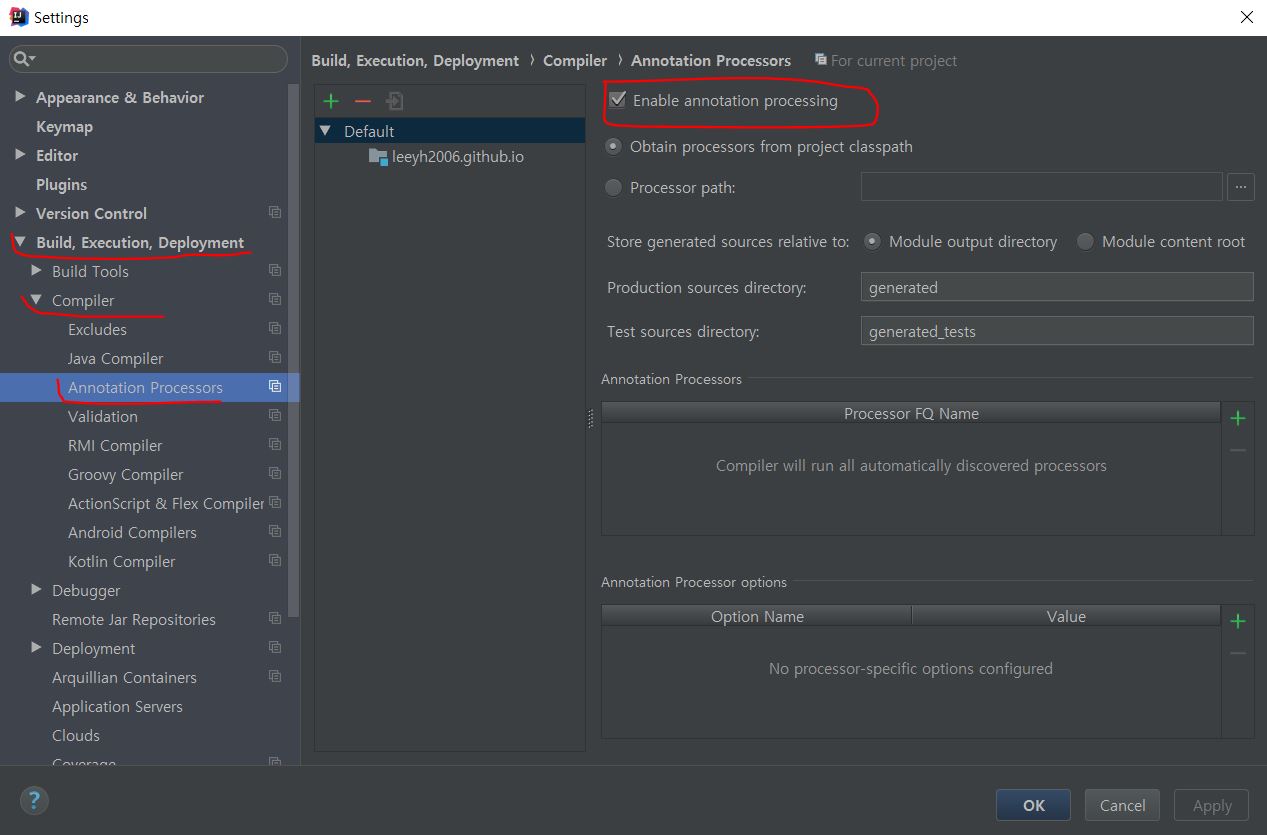 Settings
Appearance & Behavior
Keymap
Editor
Plugins
Version Control
Build, Execution, Deployment
Build Tools
Compiler
Excludes
Java Compiler
Annotation Processors
Validation
RMI Compiler
Groovy Compiler
ActionScript & Flex Compiler
Android Compilers
Kotlin Compiler
Debugger
Remote Jar Repositories
Deployment
Arquillian Containers
Application Servers
Clouds
Coverage
Build, Execution, Deployment › Compiler › Annotation Processors For current project
Default
leeyh2006.github.io
Enable annotation processing
Obtain processors from project classpath
Processor path:
...
Store generated sources relative to: Module output directory Module content root
Production sources directory: generated
Test sources directory: generated_tests
Annotation Processors
Processor FQ Name
Compiler will run all automatically discovered processors
Annotation Processor options
Option Name Value
No processor-specific options configured
?
OK Cancel Apply